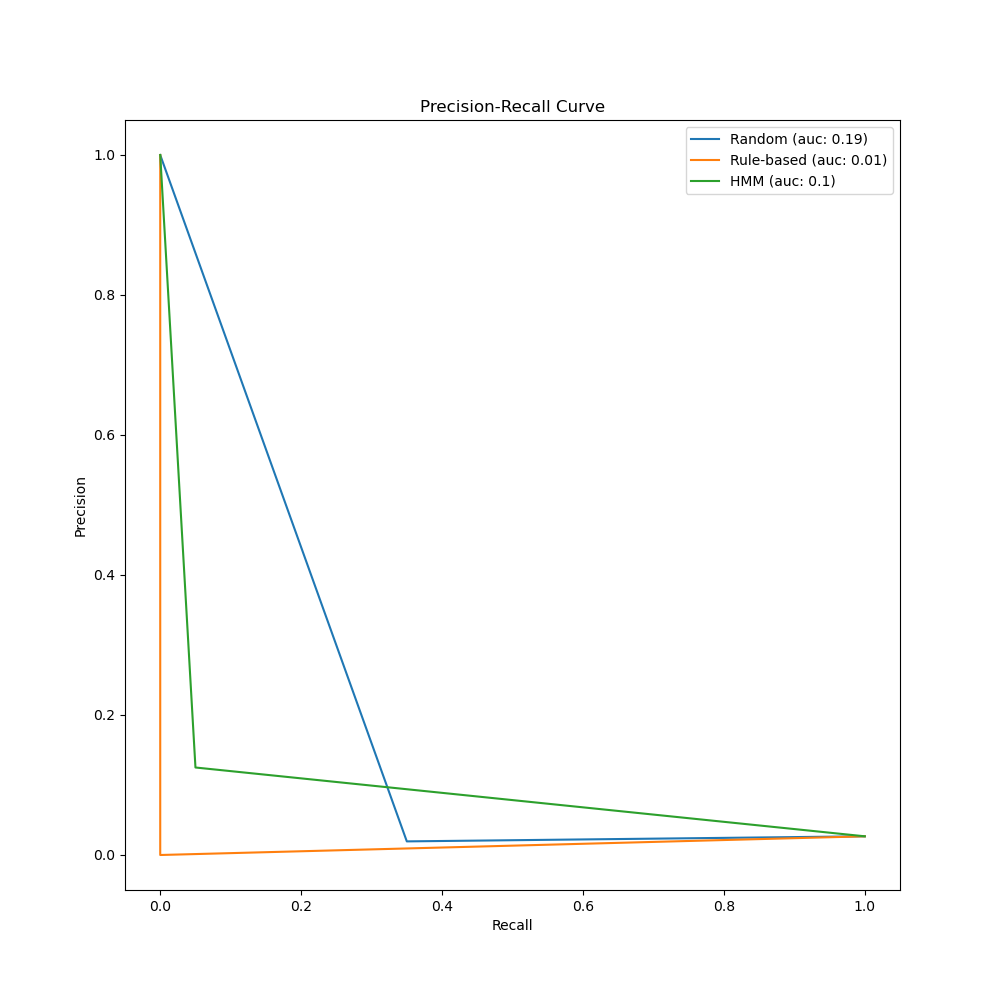 Precision-Recall Curve
Random (auc: 0.19)
Rule-based (auc: 0.01)
HMM (auc: 0.1)
1.0
0.8
0.6
0.4
0.2
0.0
Precision
0.0 0.2 0.4 0.6 0.8 1.0
Recall